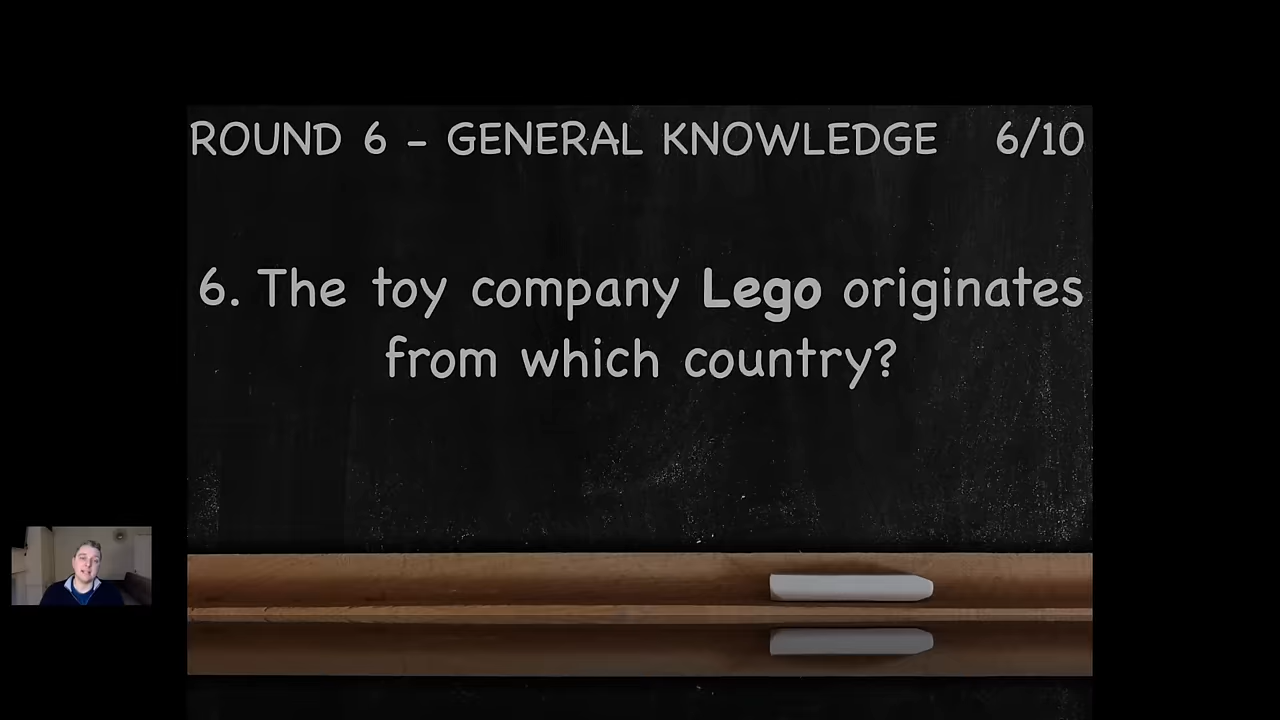 ROUND 6 - GENERAL KNOWLEDGE 6/10
6. The toy company Lego originates
from which country?